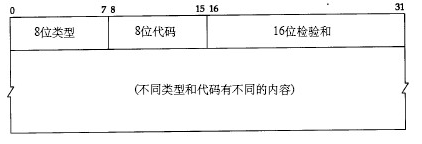 0 7 8 15 16 31
8位类型 8位代码 16位检验和
(不同类型和代码有不同的内容)